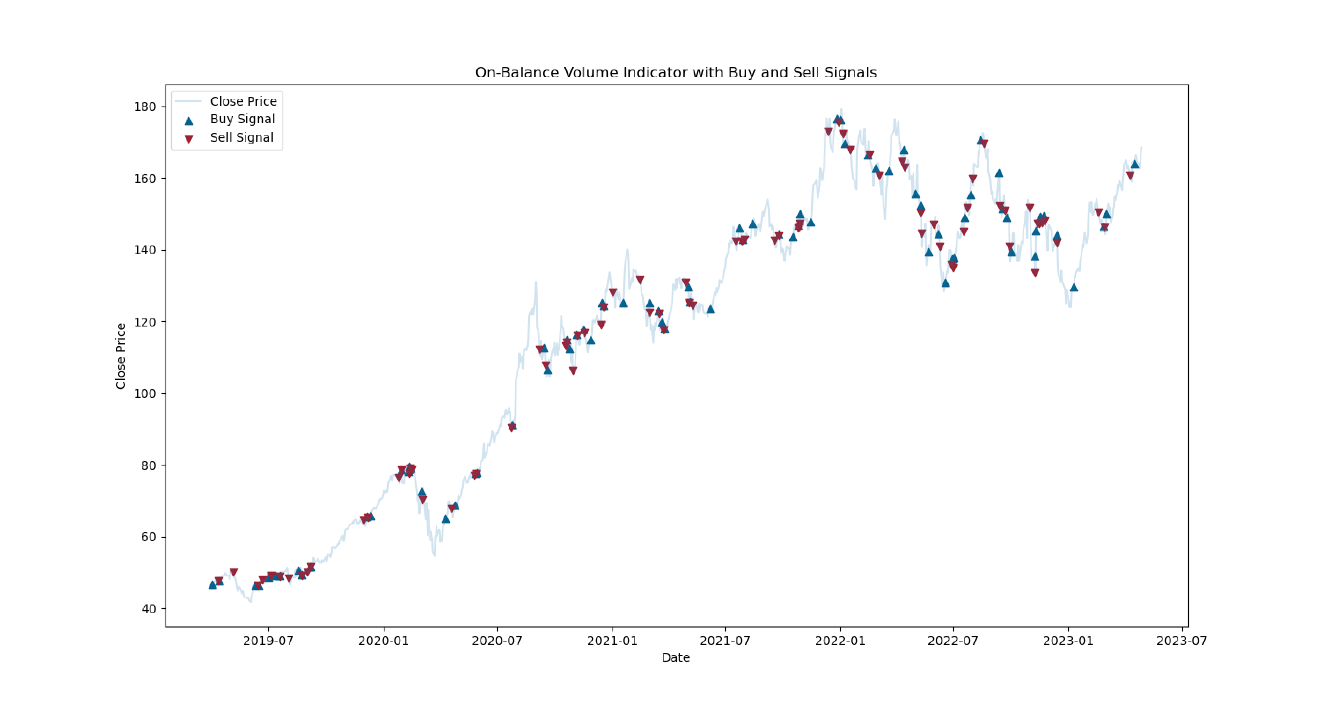 On-Balance Volume Indicator with Buy and Sell Signals
Close Price
Buy Signal
Sell Signal
180
160
140
120
100
80
60
40
Close Price
2019-07
2020-01
2020-07
2021-01
2021-07
2022-01
2022-07
2023-01
2023-07
Date